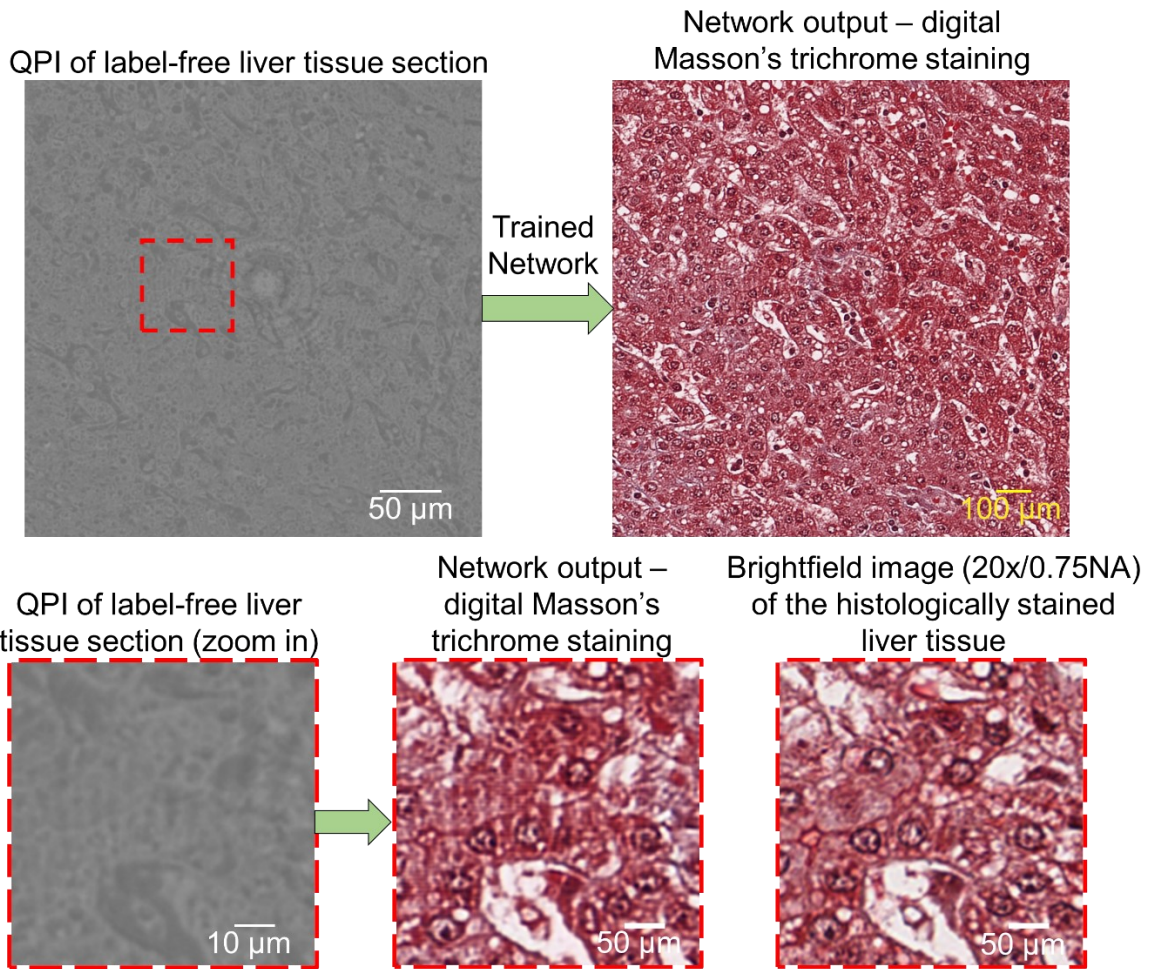 Network output – digital
Masson's trichrome staining
QPI of label-free liver tissue section
Trained
Network
50 µm
100 µm
Network output –
digital Masson's
trichrome staining
Brightfield image (20x/0.75NA)
of the histologically stained
liver tissue
QPI of label-free liver
tissue section (zoom in)
10 µm
50 µm
50 µm